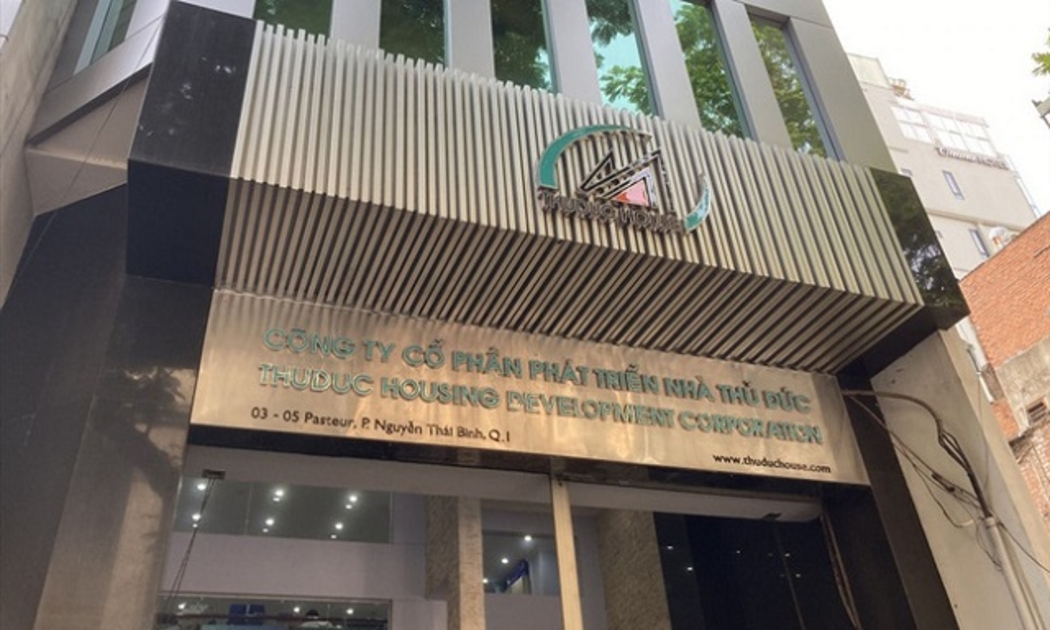 THUDUC HOUSE
CÔNG TY CỔ PHẦN PHÁT TRIỂN NHÀ THỦ ĐỨC
THUDUC HOUSING DEVELOPMENT CORPORATION
03 - 05 Pasteur, P. Nguyễn Thái Bình, Q.1
www.thuduchouse.com